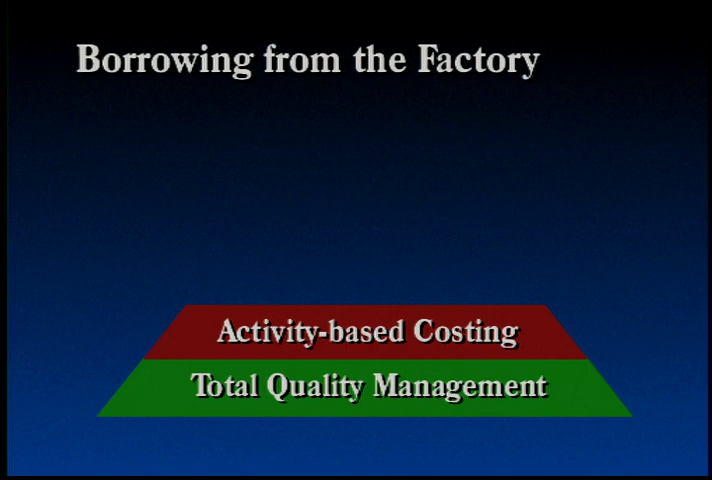 Borrowing from the Factory
Activity-based Costing
Total Quality Management